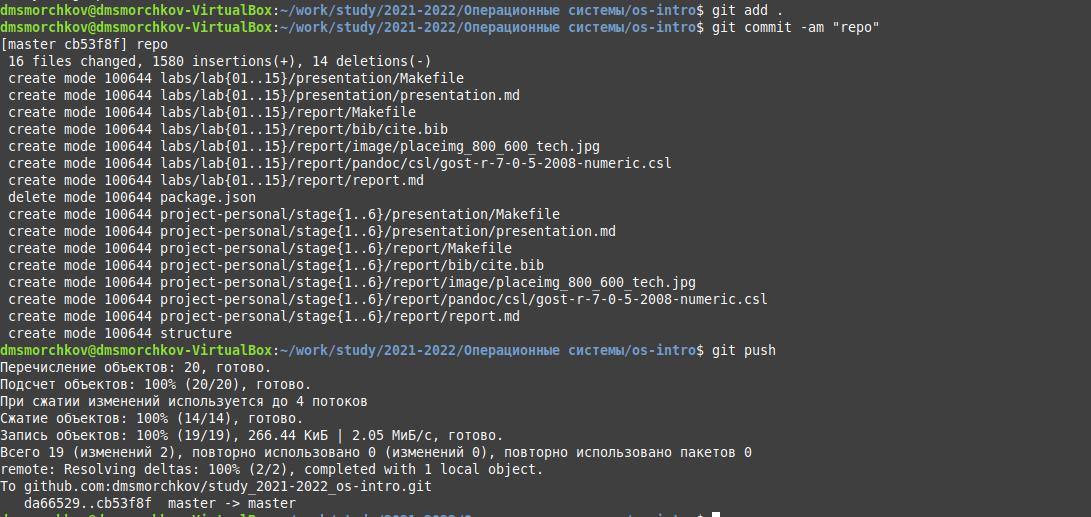 dmsmorchkov@dmsmorchkov-VirtualBox:~/work/study/2021-2022/Операционные системы/os-intro$ git add .
dmsmorchkov@dmsmorchkov-VirtualBox:~/work/study/2021-2022/Операционные системы/os-intro$ git commit -am "repo"
[master cb53f8f] repo
 16 files changed, 1580 insertions(+), 14 deletions(-)
 create mode 100644 labs/lab{01..15}/presentation/Makefile
 create mode 100644 labs/lab{01..15}/presentation/presentation.md
 create mode 100644 labs/lab{01..15}/report/Makefile
 create mode 100644 labs/lab{01..15}/report/bib/cite.bib
 create mode 100644 labs/lab{01..15}/report/image/placeimg_800_600_tech.jpg
 create mode 100644 labs/lab{01..15}/report/pandoc/csl/gost-r-7-0-5-2008-numeric.csl
 create mode 100644 labs/lab{01..15}/report/report.md
 delete mode 100644 package.json
 create mode 100644 project-personal/stage{1..6}/presentation/Makefile
 create mode 100644 project-personal/stage{1..6}/presentation/presentation.md
 create mode 100644 project-personal/stage{1..6}/report/Makefile
 create mode 100644 project-personal/stage{1..6}/report/bib/cite.bib
 create mode 100644 project-personal/stage{1..6}/report/image/placeimg_800_600_tech.jpg
 create mode 100644 project-personal/stage{1..6}/report/pandoc/csl/gost-r-7-0-5-2008-numeric.csl
 create mode 100644 project-personal/stage{1..6}/report/report.md
 create mode 100644 structure
dmsmorchkov@dmsmorchkov-VirtualBox:~/work/study/2021-2022/Операционные системы/os-intro$ git push
Перечисление объектов: 20, готово.
Подсчет объектов: 100% (20/20), готово.
При сжатии изменений используется до 4 потоков
Сжатие объектов: 100% (14/14), готово.
Запись объектов: 100% (19/19), 266.44 КиБ | 2.05 МиБ/с, готово.
Всего 19 (изменений 2), повторно использовано 0 (изменений 0), повторно использовано пакетов 0
remote: Resolving deltas: 100% (2/2), completed with 1 local object.
To github.com:dmsmorchkov/study_2021-2022_os-intro.git
   da66529..cb53f8f  master -> master